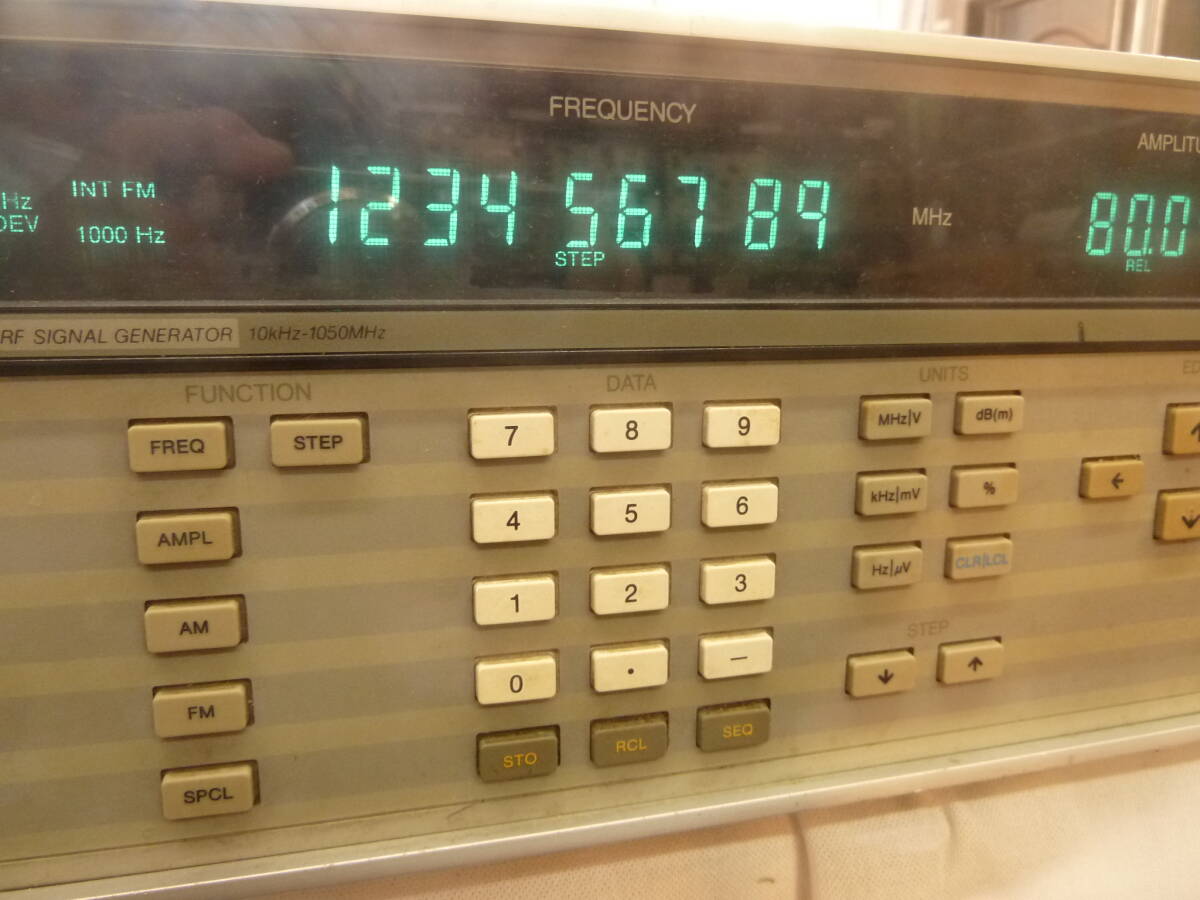 FREQUENCY
AMPLITU
Hz
DEV
INT FM
1000 Hz
1234 567 89
STEP
MHz
80.0
REL
RF SIGNAL GENERATOR 10kHz-1050MHz
FUNCTION
DATA
UNITS
ED
FREQ STEP
7 8 9
MHz|V dB(m)
AMPL
4 5 6
kHz|mV %
←
↑
↓
AM
1 2 3
Hz|µV CLR|LCL
FM
0 . –
STEP
↓ ↑
SPCL
STO RCL SEQ